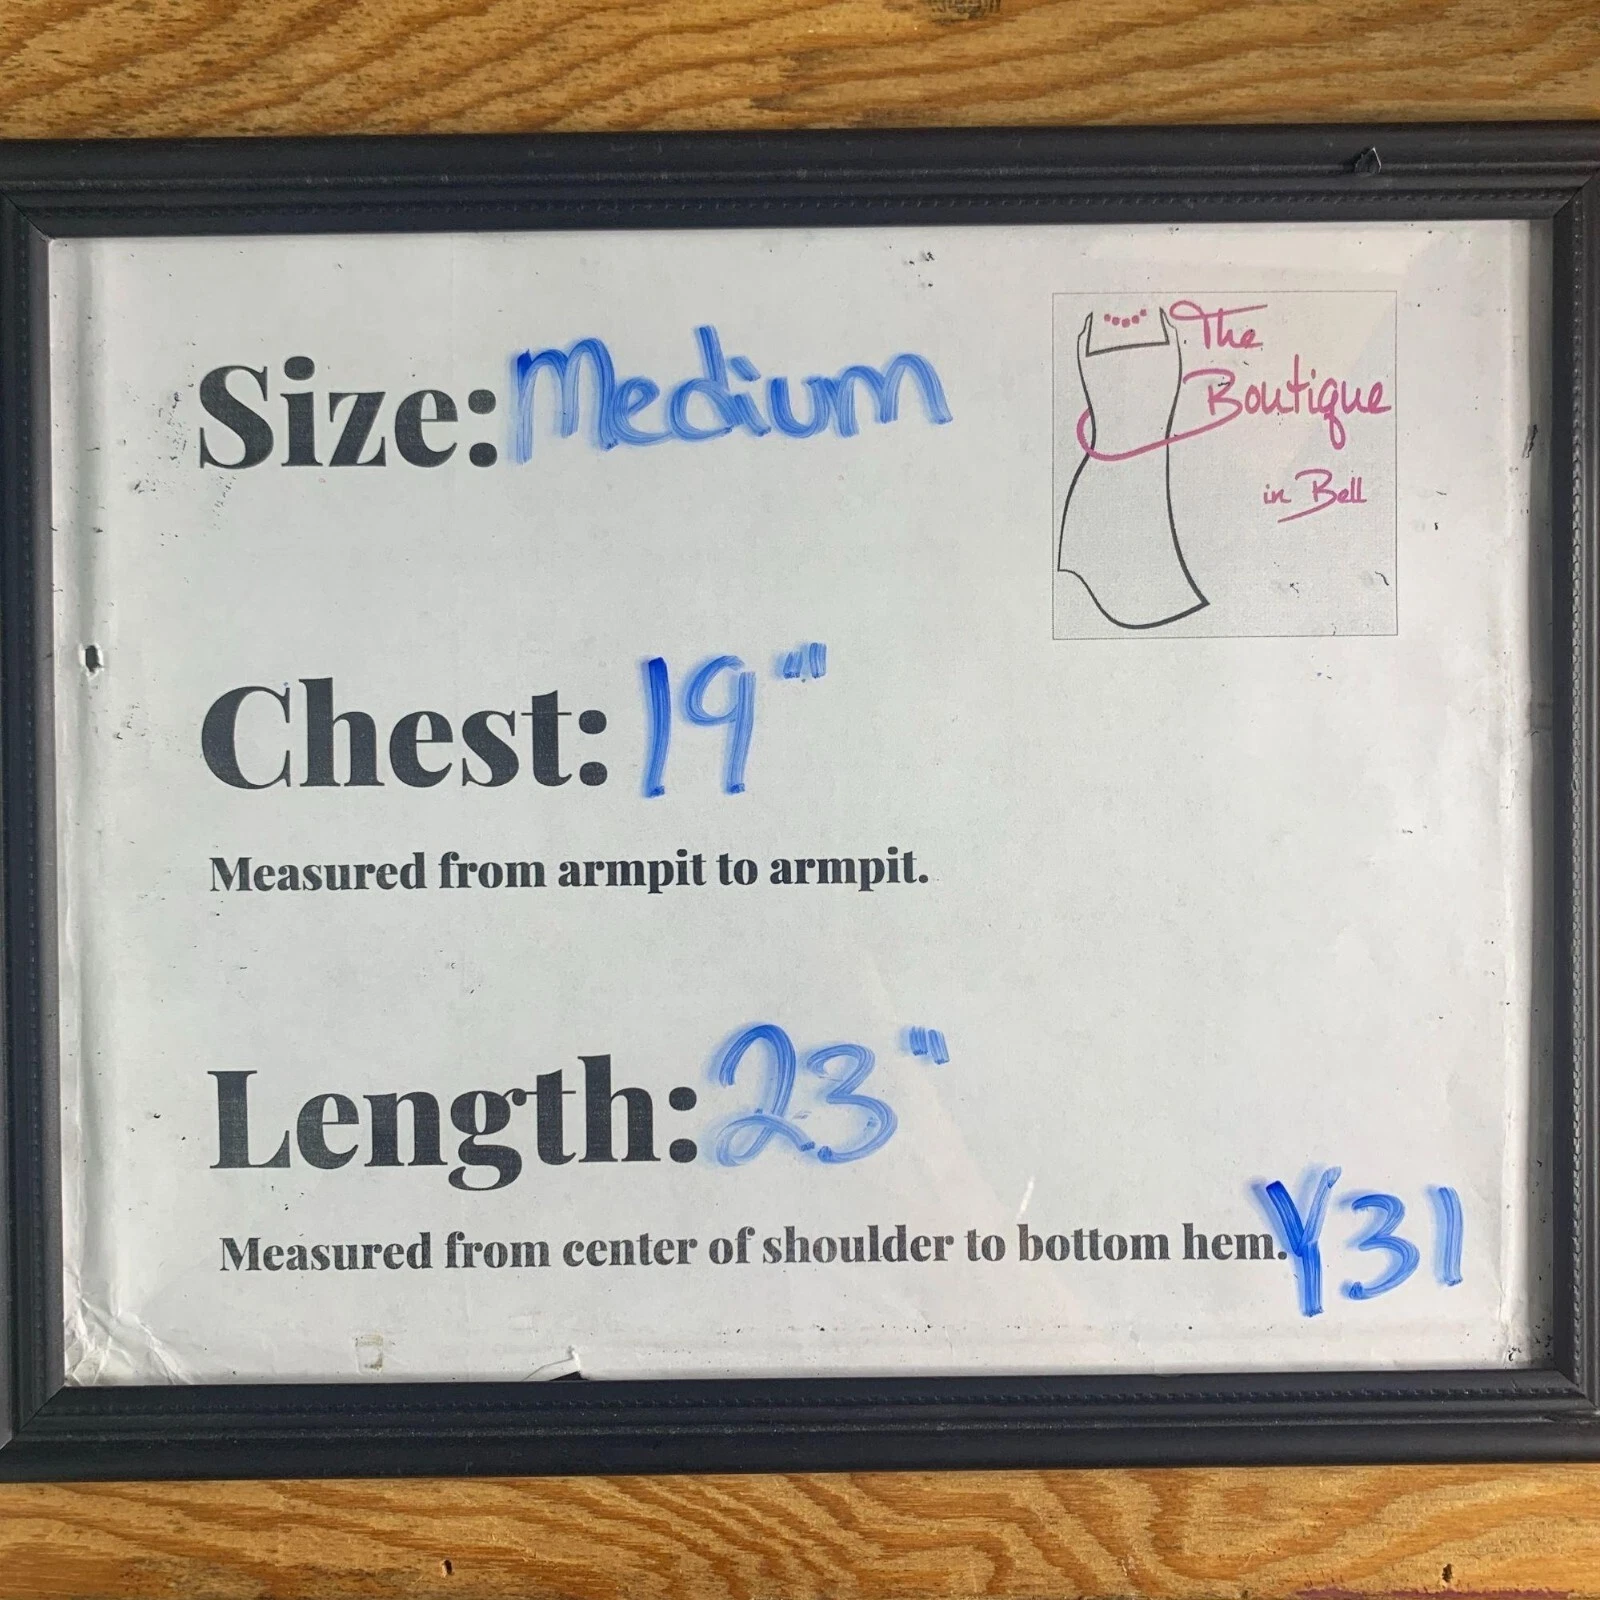 Size: Medium
The
Boutique
in Bell
Chest: 19"
Measured from armpit to armpit.
Length: 23"
Measured from center of shoulder to bottom hem.
Y31